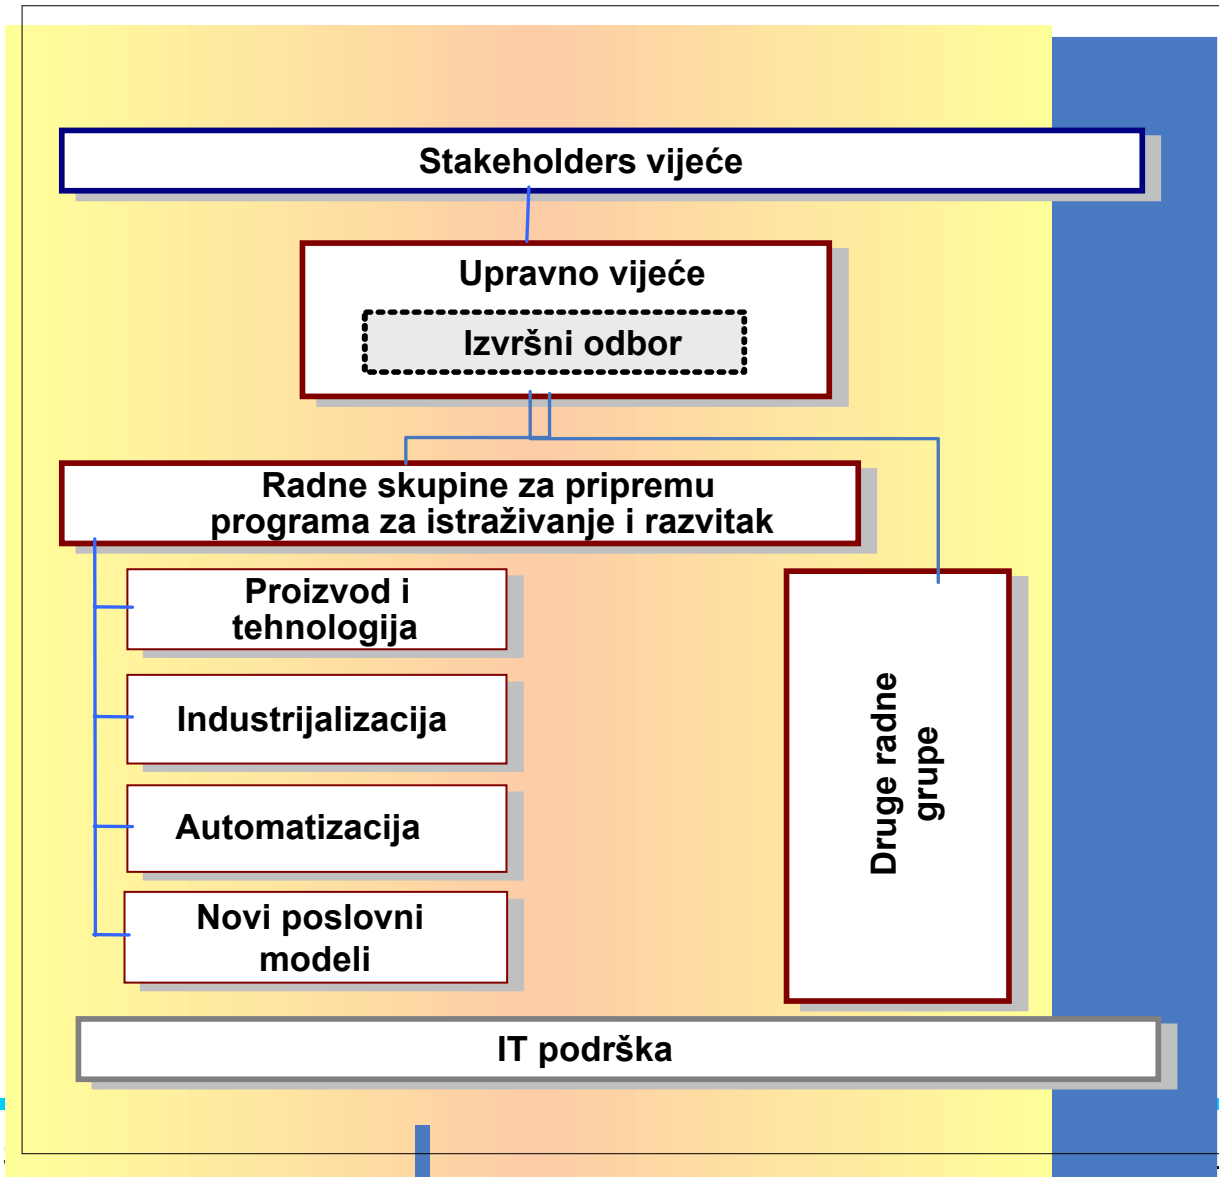 Stakeholders vijeće
Upravno vijeće
Izvršni odbor
Radne skupine za pripremu
programa za istraživanje i razvitak
Proizvod i
tehnologija
Industrijalizacija
Automatizacija
Novi poslovni
modeli
Druge radne
grupe
IT podrška